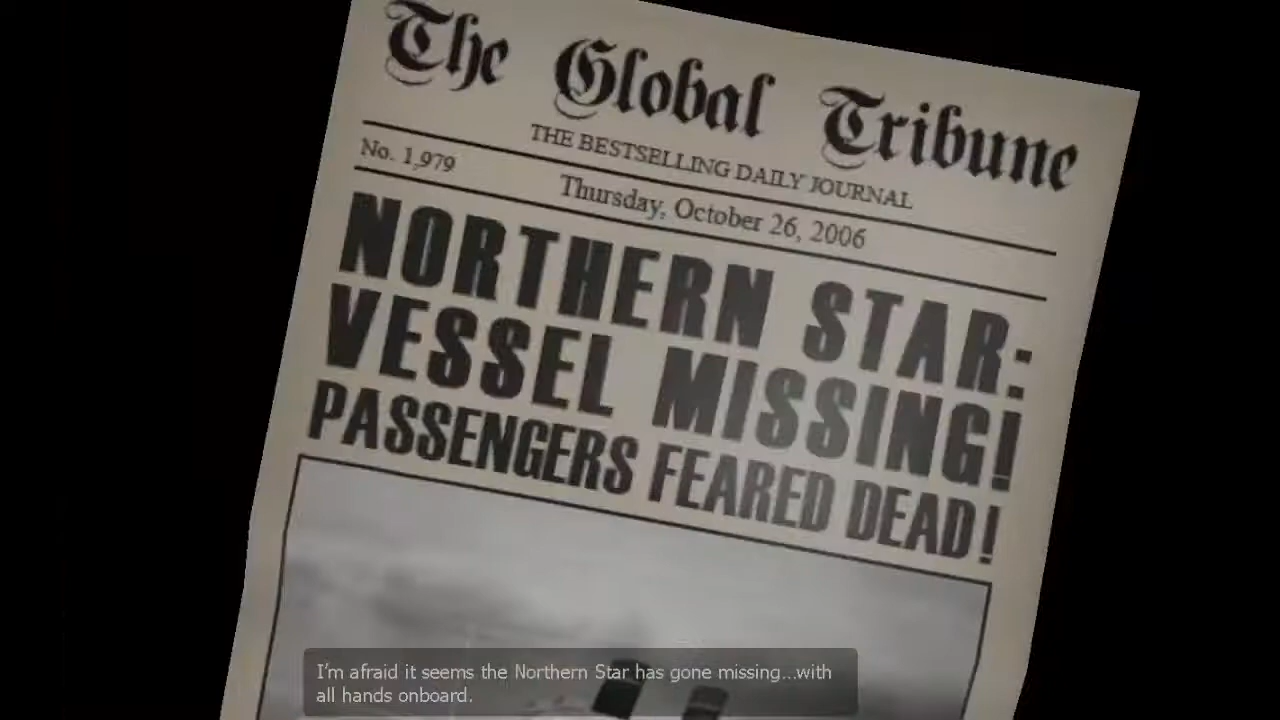 The Global Tribune
THE BESTSELLING DAILY JOURNAL
No. 1,979
Thursday, October 26, 2006
NORTHERN STAR:
VESSEL MISSING!
PASSENGERS FEARED DEAD!
I'm afraid it seems the Northern Star has gone missing...with
all hands onboard.